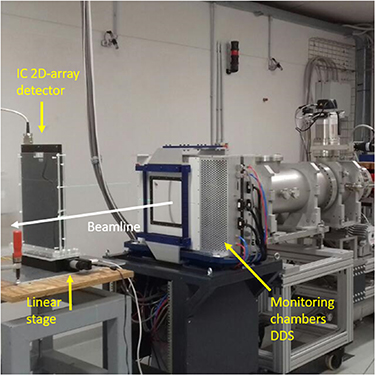 IC 2D-array
detector
Beamline
Linear
stage
Monitoring
chambers
DDS